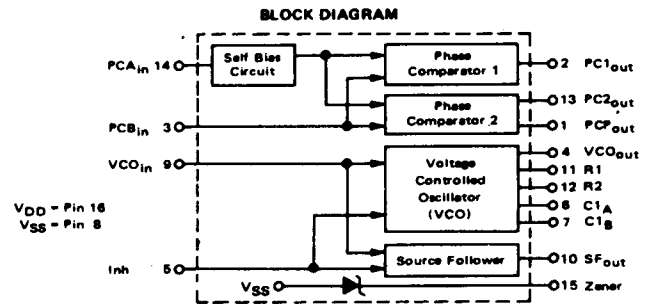 BLOCK DIAGRAM
PCAin 14
Self Bias
Circuit
Phase
Comparator 1
2 PC1out
PCBin 3
Phase
Comparator 2
13 PC2out
1 PCPout
VCOin 9
Voltage
Controlled
Oscillator
(VCO)
4 VCOout
11 R1
12 R2
6 C1A
7 C1B
VDD = Pin 16
VSS = Pin 8
Inh 5
Source Follower
10 SFout
VSS
15 Zener